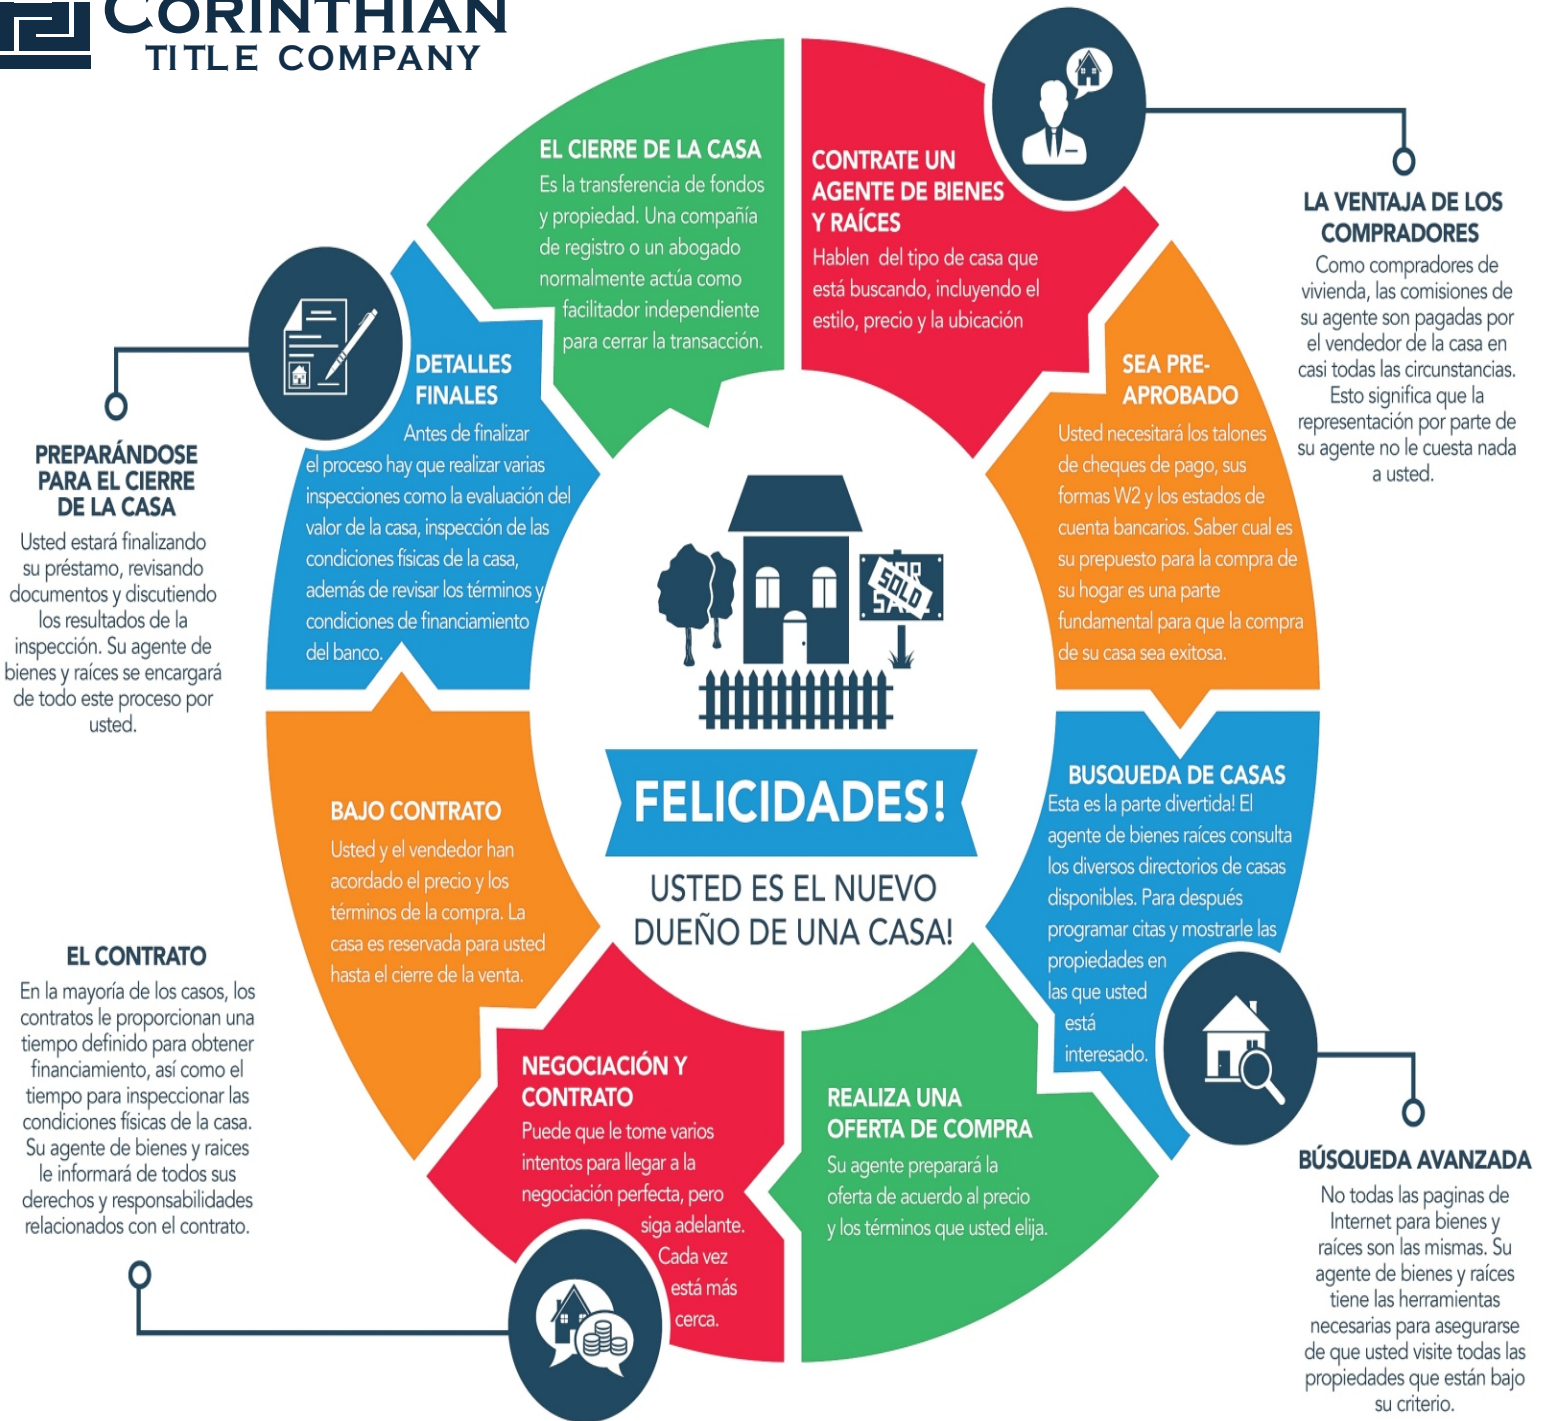 CORINTHIAN
TITLE COMPANY
CONTRATE UN
AGENTE DE BIENES
Y RAÍCES
Hablen del tipo de casa que
está buscando, incluyendo el
estilo, precio y la ubicación
LA VENTAJA DE LOS
COMPRADORES
Como compradores de
vivienda, las comisiones de
su agente son pagadas por
el vendedor de la casa en
casi todas las circunstancias.
Esto significa que la
representación por parte de
su agente no le cuesta nada
a usted.
SEA PRE-
APROBADO
Usted necesitará los talones
de cheques de pago, sus
formas W2 y los estados de
cuenta bancarios. Saber cual es
su prepuesto para la compra de
su hogar es una parte
fundamental para que la compra
de su casa sea exitosa.
BUSQUEDA DE CASAS
Esta es la parte divertida! El
agente de bienes raíces consulta
los diversos directorios de casas
disponibles. Para después
programar citas y mostrarle las
propiedades en
las que usted
está
interesado.
BÚSQUEDA AVANZADA
No todas las paginas de
Internet para bienes y
raíces son las mismas. Su
agente de bienes y raíces
tiene las herramientas
necesarias para asegurarse
de que usted visite todas las
propiedades que están bajo
su criterio.
REALIZA UNA
OFERTA DE COMPRA
Su agente preparará la
oferta de acuerdo al precio
y los términos que usted elija.
NEGOCIACIÓN Y
CONTRATO
Puede que le tome varios
intentos para llegar a la
negociación perfecta, pero
siga adelante.
Cada vez
está más
cerca.
EL CONTRATO
En la mayoría de los casos, los
contratos le proporcionan una
tiempo definido para obtener
financiamiento, así como el
tiempo para inspeccionar las
condiciones físicas de la casa.
Su agente de bienes y raices
le informará de todos sus
derechos y responsabilidades
relacionados con el contrato.
BAJO CONTRATO
Usted y el vendedor han
acordado el precio y los
términos de la compra. La
casa es reservada para usted
hasta el cierre de la venta.
DETALLES
FINALES
Antes de finalizar
el proceso hay que realizar varias
inspecciones como la evaluación del
valor de la casa, inspección de las
condiciones físicas de la casa,
además de revisar los términos y
condiciones de financiamiento
del banco.
PREPARÁNDOSE
PARA EL CIERRE
DE LA CASA
Usted estará finalizando
su préstamo, revisando
documentos y discutiendo
los resultados de la
inspección. Su agente de
bienes y raíces se encargará
de todo este proceso por
usted.
EL CIERRE DE LA CASA
Es la transferencia de fondos
y propiedad. Una compañía
de registro o un abogado
normalmente actúa como
facilitador independiente
para cerrar la transacción.
SOLD
FELICIDADES!
USTED ES EL NUEVO
DUEÑO DE UNA CASA!